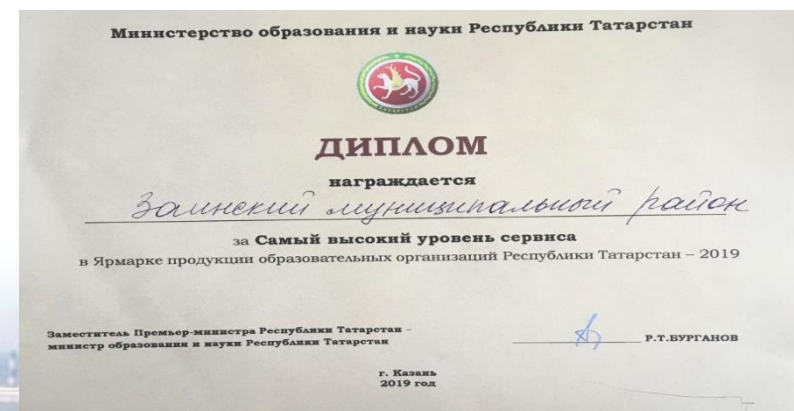 Министерство образования и науки Республики Татарстан
ТАТАРСТАН
ДИПЛОМ
награждается
Заинский муниципальный район
за Самый высокий уровень сервиса
в Ярмарке продукции образовательных организаций Республики Татарстан – 2019
Заместитель Премьер-министра Республики Татарстан –
министр образования и науки Республики Татарстан
Р.Т.БУРГАНОВ
г. Казань
2019 год